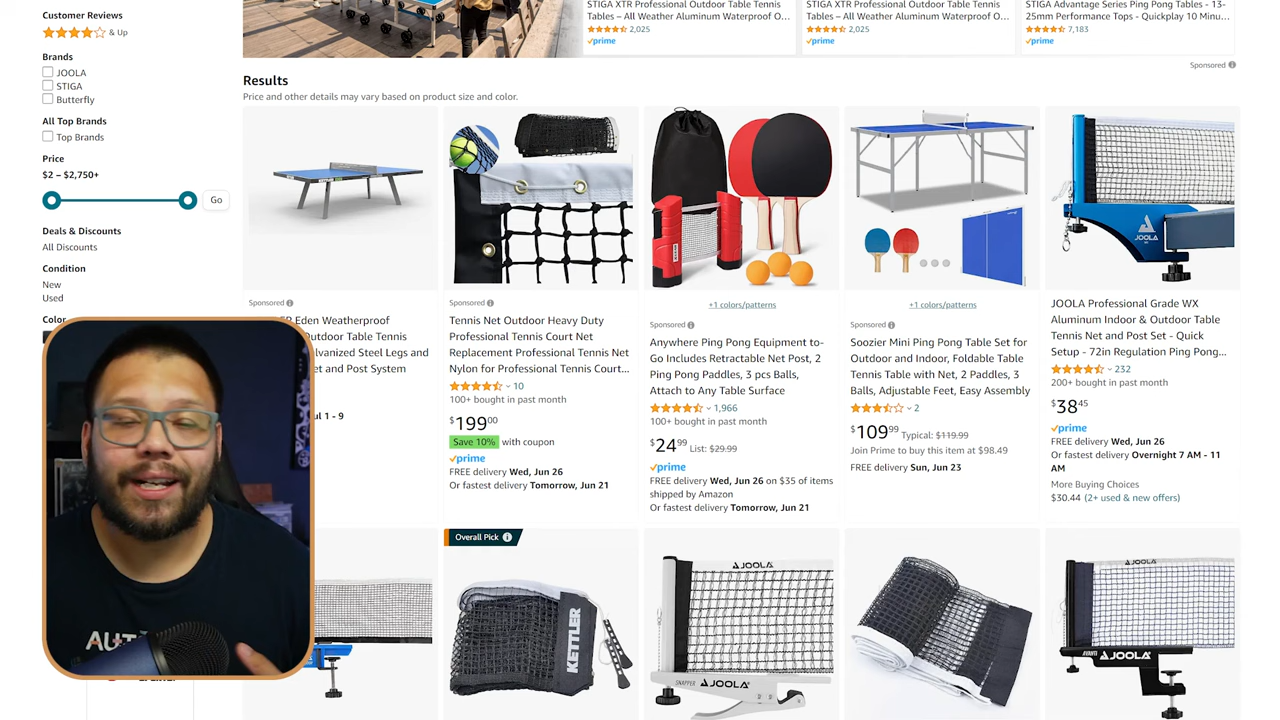 Customer Reviews
& Up
Brands
JOOLA
STIGA
Butterfly
All Top Brands
Top Brands
Price
$2 – $2,750+
Go
Deals & Discounts
All Discounts
Condition
New
Used
Color
STIGA XTR Professional Outdoor Table Tennis
Tables – All Weather Aluminum Waterproof O…
2,025
prime
STIGA XTR Professional Outdoor Table Tennis
Tables – All Weather Aluminum Waterproof O…
2,025
prime
STIGA Advantage Series Ping Pong Tables - 13-
25mm Performance Tops - Quickplay 10 Minu…
7,183
prime
Sponsored
Results
Price and other details may vary based on product size and color.
Sponsored
Eden Weatherproof
Outdoor Table Tennis
Galvanized Steel Legs and
et and Post System
Jul 1 - 9
Sponsored
Tennis Net Outdoor Heavy Duty
Professional Tennis Court Net
Replacement Professional Tennis Net
Nylon for Professional Tennis Court…
10
100+ bought in past month
$19900
Save 10% with coupon
prime
FREE delivery Wed, Jun 26
Or fastest delivery Tomorrow, Jun 21
+1 colors/patterns
Sponsored
Anywhere Ping Pong Equipment to-
Go Includes Retractable Net Post, 2
Ping Pong Paddles, 3 pcs Balls,
Attach to Any Table Surface
1,966
100+ bought in past month
$2499 List: $29.99
prime
FREE delivery Wed, Jun 26 on $35 of items
shipped by Amazon
Or fastest delivery Tomorrow, Jun 21
+1 colors/patterns
Sponsored
Soozier Mini Ping Pong Table Set for
Outdoor and Indoor, Foldable Table
Tennis Table with Net, 2 Paddles, 3
Balls, Adjustable Feet, Easy Assembly
2
$10999 Typical: $119.99
Join Prime to buy this item at $98.49
FREE delivery Sun, Jun 23
JOOLA
JOOLA Professional Grade WX
Aluminum Indoor & Outdoor Table
Tennis Net and Post Set - Quick
Setup - 72in Regulation Ping Pong…
232
200+ bought in past month
$3845
prime
FREE delivery Wed, Jun 26
Or fastest delivery Overnight 7 AM - 11
AM
More Buying Choices
$30.44 (2+ used & new offers)
Overall Pick
KETTLER
JOOLA
SNAPPER JOOLA
JOOLA
AVANTI JOOLA